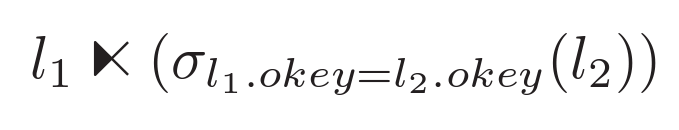 l₁ ⋉ (σ_{l₁.okey=l₂.okey}(l₂))